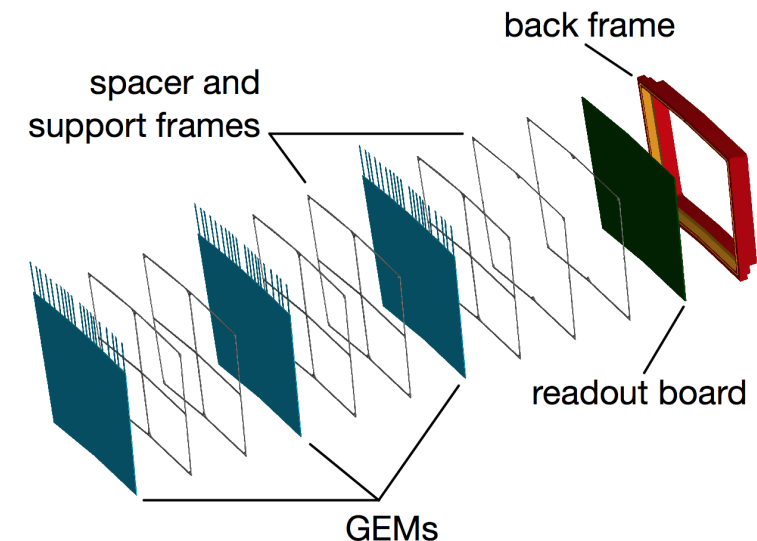 back frame
spacer and
support frames
readout board
GEMs